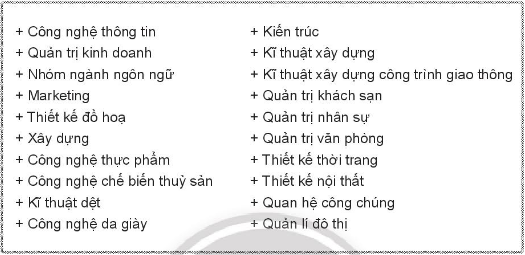 + Công nghệ thông tin
+ Quản trị kinh doanh
+ Nhóm ngành ngôn ngữ
+ Marketing
+ Thiết kế đồ hoạ
+ Xây dựng
+ Công nghệ thực phẩm
+ Công nghệ chế biến thuỷ sản
+ Kĩ thuật dệt
+ Công nghệ da giày
+ Kiến trúc
+ Kĩ thuật xây dựng
+ Kĩ thuật xây dựng công trình giao thông
+ Quản trị khách sạn
+ Quản trị nhân sự
+ Quản trị văn phòng
+ Thiết kế thời trang
+ Thiết kế nội thất
+ Quan hệ công chúng
+ Quản lí đô thị